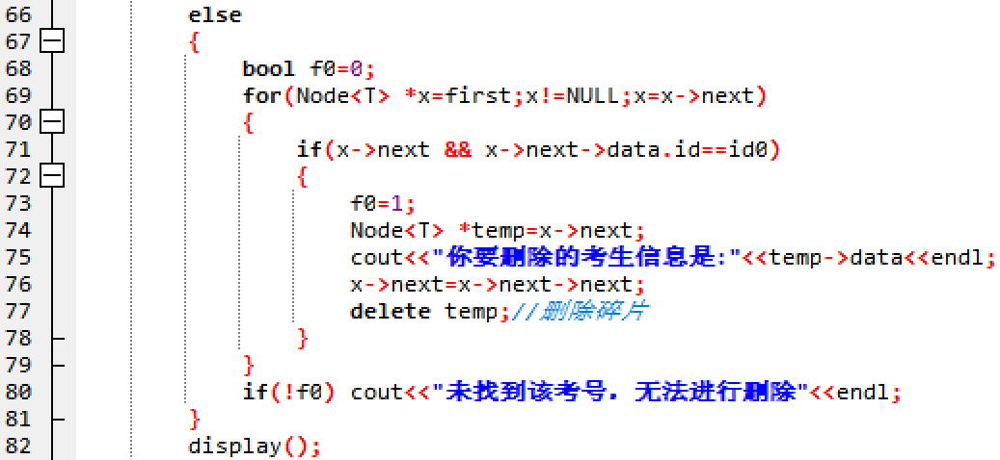 66 else
67 {
68 bool f0=0;
69 for(Node<T> *x=first;x!=NULL;x=x->next)
70 {
71 if(x->next && x->next->data.id==id0)
72 {
73 f0=1;
74 Node<T> *temp=x->next;
75 cout<<"你要删除的考生信息是:"<<temp->data<<endl;
76 x->next=x->next->next;
77 delete temp;//删除碎片
78 }
79 }
80 if(!f0) cout<<"未找到该考号，无法进行删除"<<endl;
81 }
82 display();